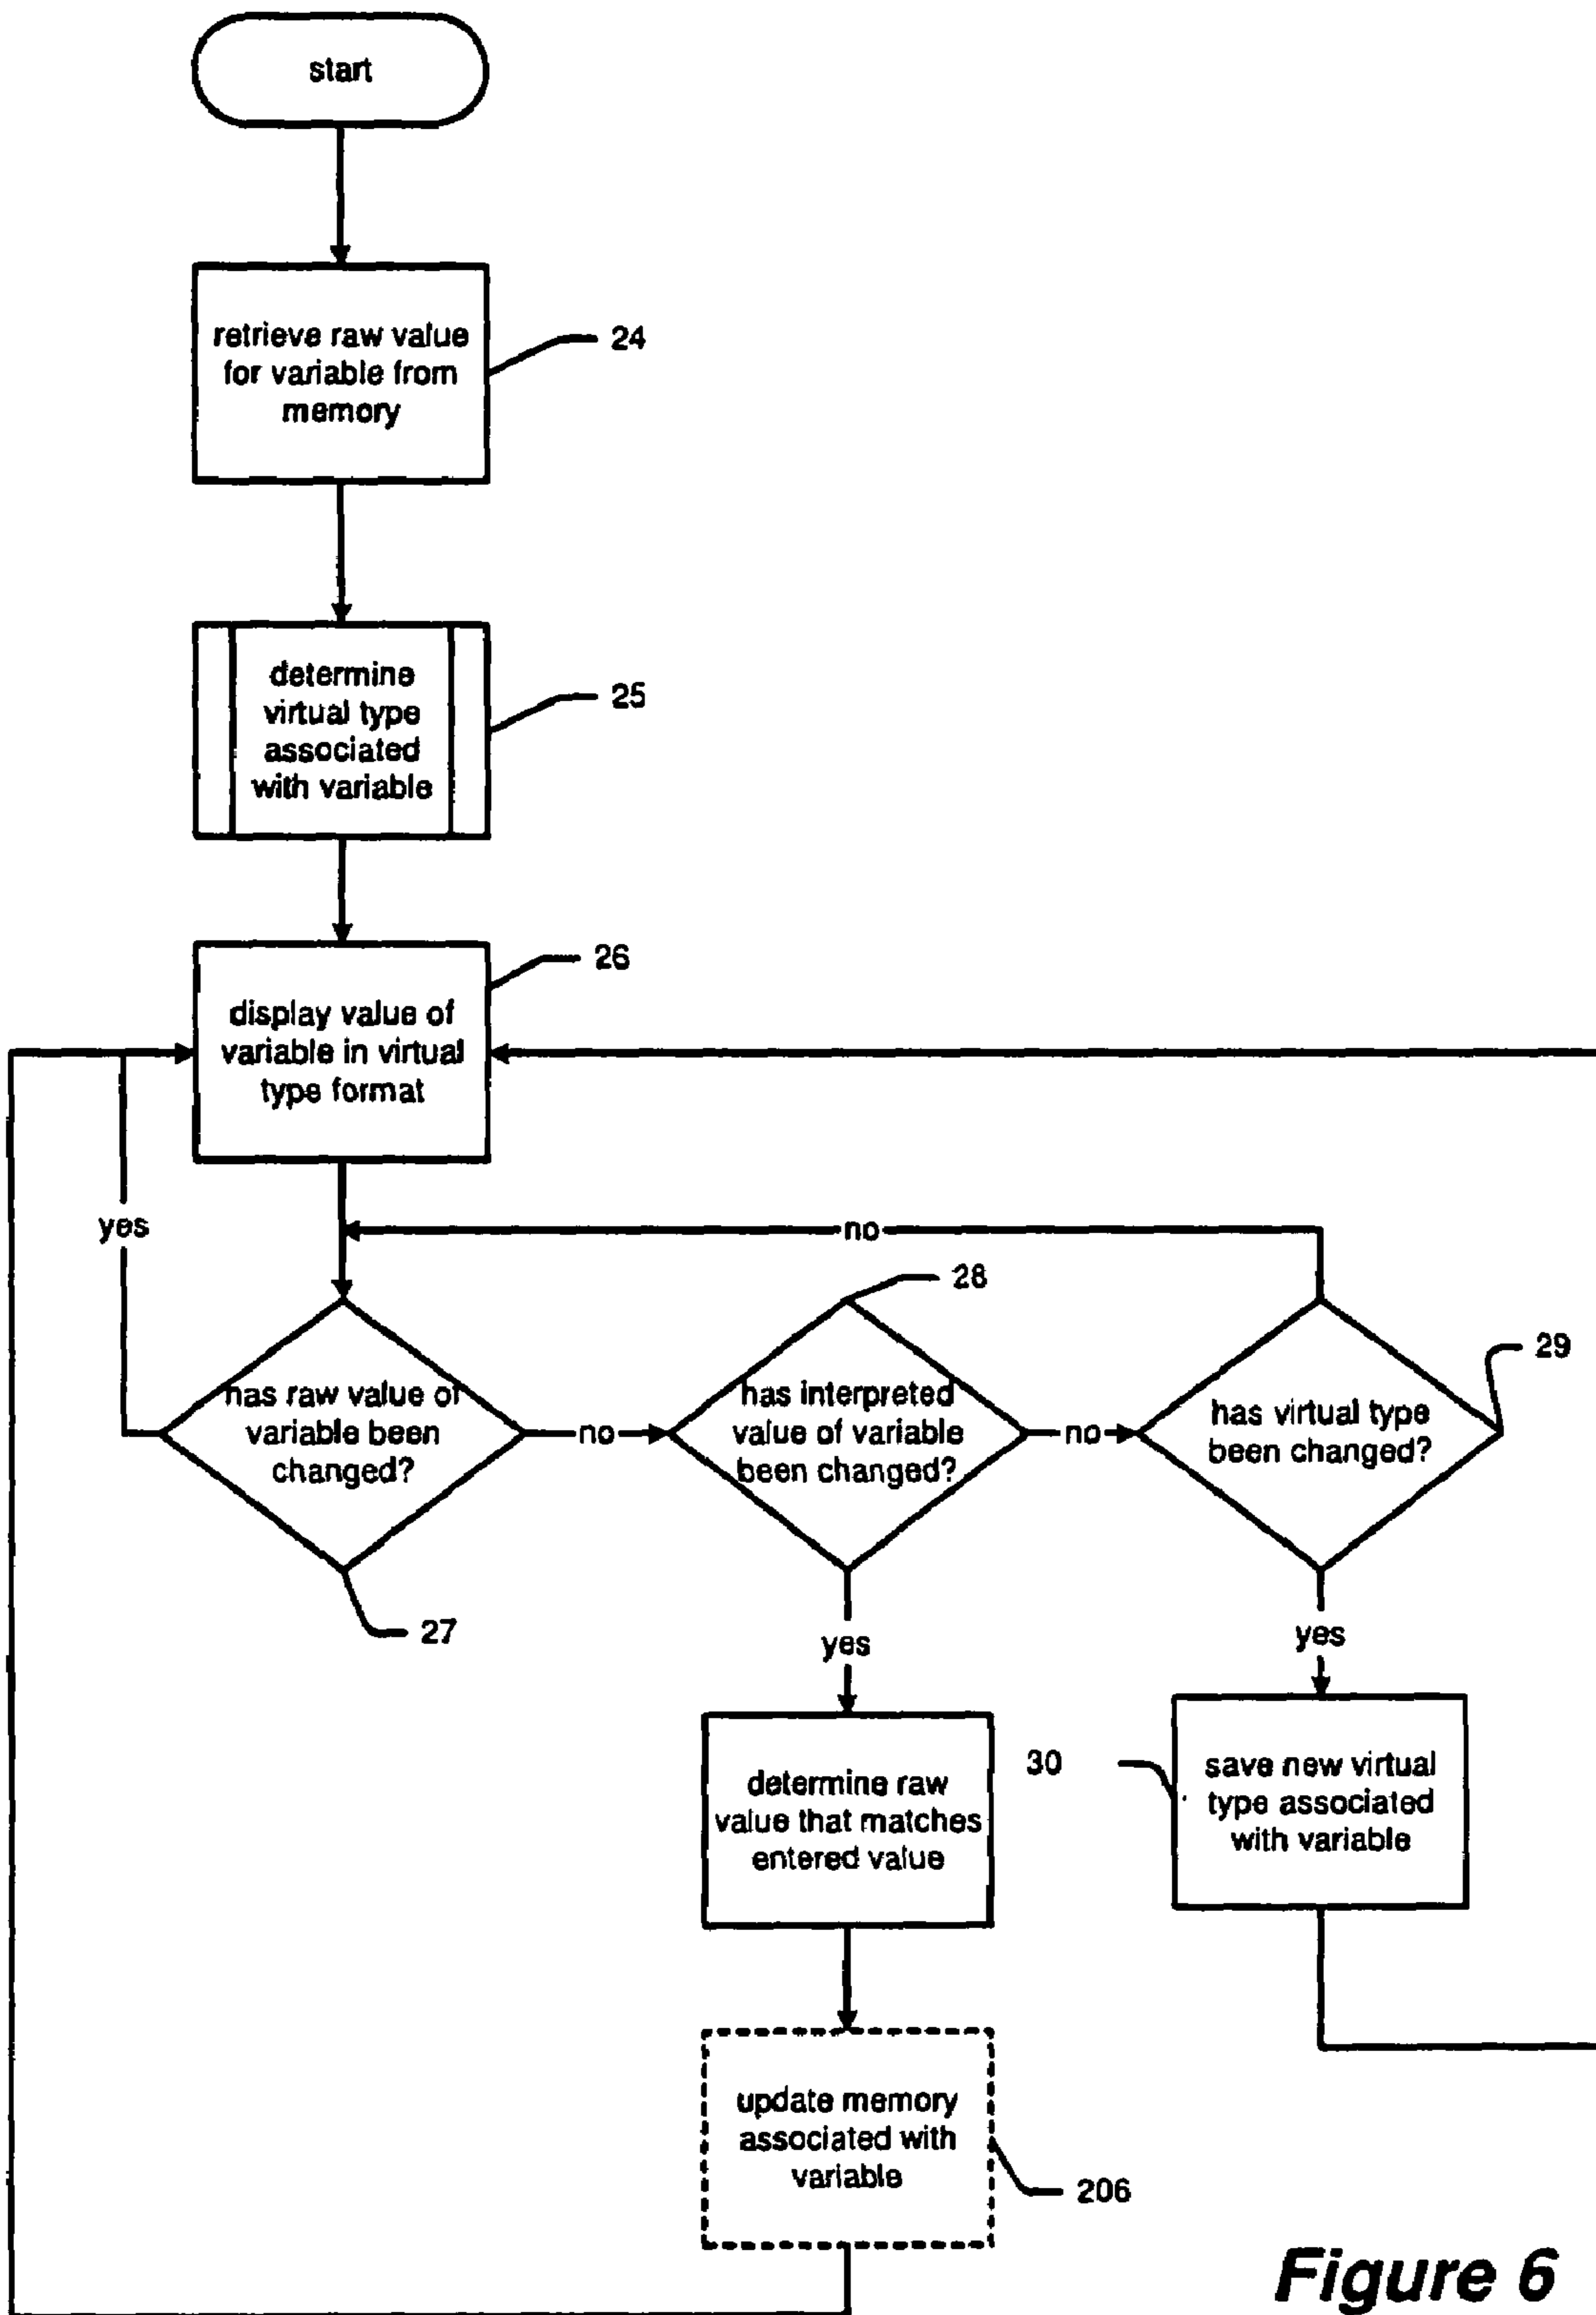 start
retrieve raw value
for variable from
memory
24
determine
virtual type
associated
with variable
25
26
display value of
variable in virtual
type format
yes
no
28
29
has raw value of
variable been
changed?
no
has interpreted
value of variable
been changed?
no
has virtual type
been changed?
27
yes
yes
determine raw
value that matches
entered value
30
save new virtual
type associated
with variable
update memory
associated with
variable
206
Figure 6